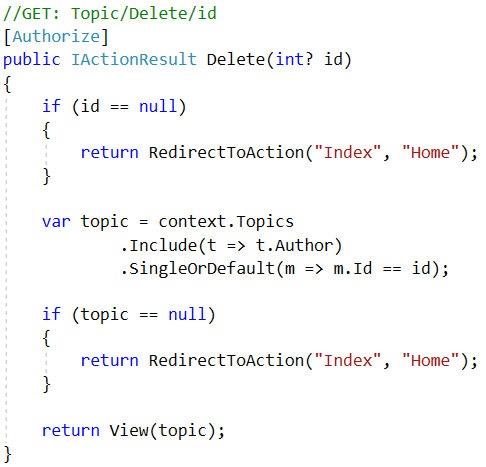 //GET: Topic/Delete/id
[Authorize]
public IActionResult Delete(int? id)
{
    if (id == null)
    {
        return RedirectToAction("Index", "Home");
    }

    var topic = context.Topics
            .Include(t => t.Author)
            .SingleOrDefault(m => m.Id == id);

    if (topic == null)
    {
        return RedirectToAction("Index", "Home");
    }

    return View(topic);
}